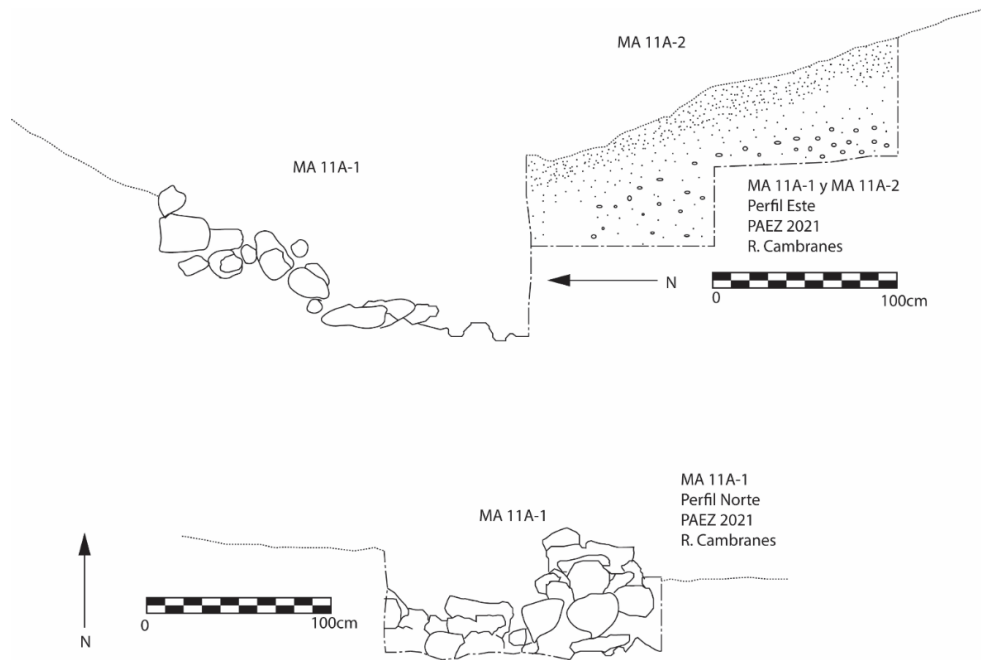 MA 11A-2
MA 11A-1
MA 11A-1 y MA 11A-2
Perfil Este
PAEZ 2021
R. Cambranes
N
0 100cm
MA 11A-1
Perfil Norte
PAEZ 2021
R. Cambranes
MA 11A-1
0 100cm
N